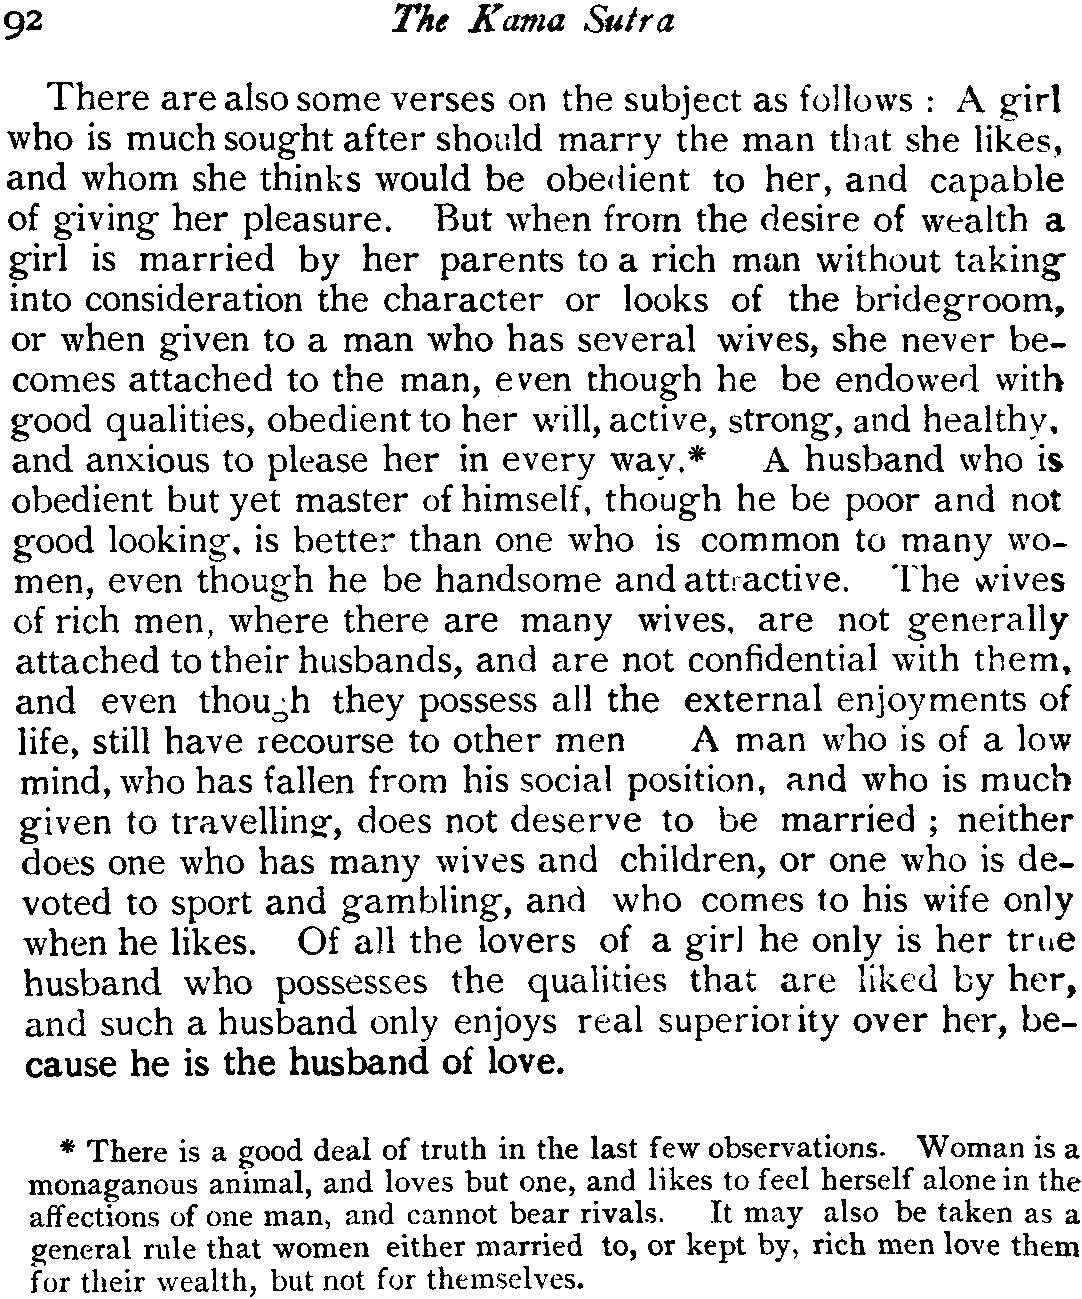 92 The Kama Sutra
There are also some verses on the subject as follows : A girl
who is much sought after should marry the man that she likes,
and whom she thinks would be obedient to her, and capable
of giving her pleasure. But when from the desire of wealth a
girl is married by her parents to a rich man without taking
into consideration the character or looks of the bridegroom,
or when given to a man who has several wives, she never be-
comes attached to the man, even though he be endowed with
good qualities, obedient to her will, active, strong, and healthy,
and anxious to please her in every way.* A husband who is
obedient but yet master of himself, though he be poor and not
good looking, is better than one who is common to many wo-
men, even though he be handsome and attractive. The wives
of rich men, where there are many wives, are not generally
attached to their husbands, and are not confidential with them,
and even though they possess all the external enjoyments of
life, still have recourse to other men A man who is of a low
mind, who has fallen from his social position, and who is much
given to travelling, does not deserve to be married ; neither
does one who has many wives and children, or one who is de-
voted to sport and gambling, and who comes to his wife only
when he likes. Of all the lovers of a girl he only is her true
husband who possesses the qualities that are liked by her,
and such a husband only enjoys real superiority over her, be-
cause he is the husband of love.
* There is a good deal of truth in the last few observations. Woman is a
monaganous animal, and loves but one, and likes to feel herself alone in the
affections of one man, and cannot bear rivals. It may also be taken as a
general rule that women either married to, or kept by, rich men love them
for their wealth, but not for themselves.